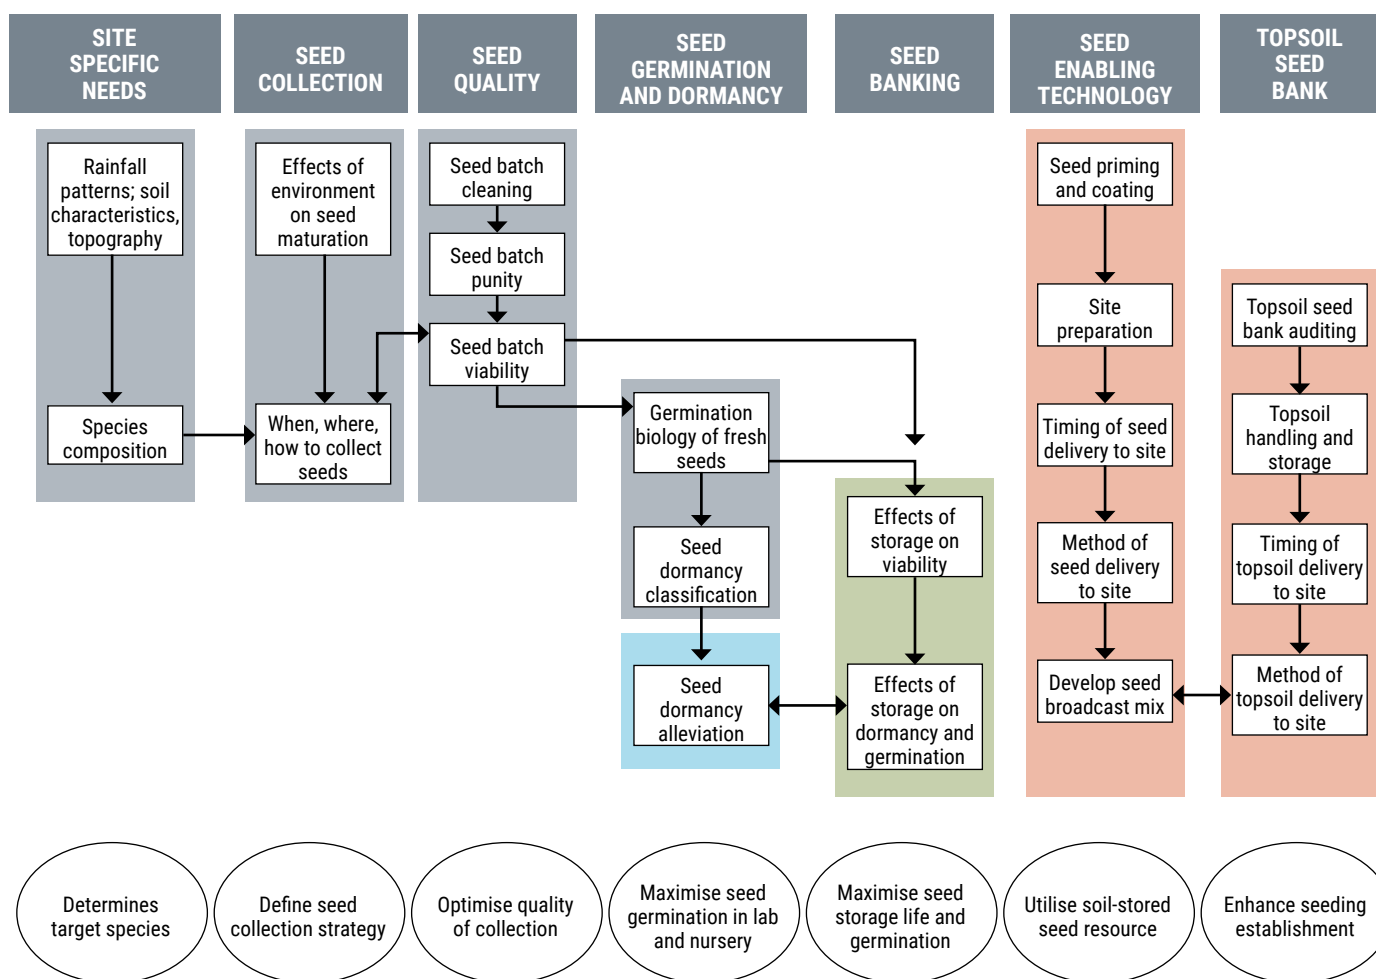 SITE
SPECIFIC
NEEDS
SEED
COLLECTION
SEED
QUALITY
SEED
GERMINATION
AND DORMANCY
SEED
BANKING
SEED
ENABLING
TECHNOLOGY
TOPSOIL
SEED
BANK
Rainfall
patterns; soil
characteristics,
topography
Species
composition
Effects of
environment
on seed
maturation
When, where,
how to collect
seeds
Seed batch
cleaning
Seed batch
punity
Seed batch
viability
Germination
biology of fresh
seeds
Seed
dormancy
classification
Seed
dormancy
alleviation
Effects of
storage on
viability
Effects of
storage on
dormancy and
germination
Seed priming
and coating
Site
preparation
Timing of seed
delivery to site
Method of
seed delivery
to site
Develop seed
broadcast mix
Topsoil seed
bank auditing
Topsoil
handling and
storage
Timing of
topsoil delivery
to site
Method of
topsoil delivery
to site
Determines
target species
Define seed
collection strategy
Optimise quality
of collection
Maximise seed
germination in lab
and nursery
Maximise seed
storage life and
germination
Utilise soil-stored
seed resource
Enhance seeding
establishment